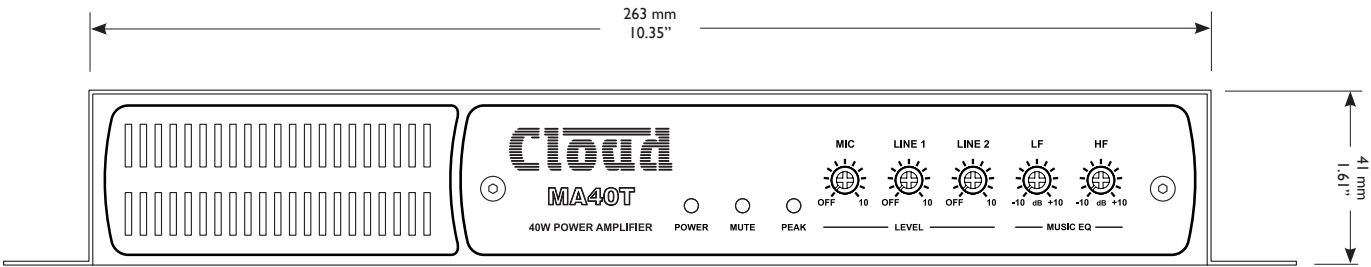 263 mm
10.35”
Cloud
MA40T
40W POWER AMPLIFIER
POWER
MUTE
PEAK
MIC
LINE 1
LINE 2
LF
HF
OFF 10
OFF 10
OFF 10
-10 dB +10
-10 dB +10
LEVEL
MUSIC EQ
41 mm
1.61”